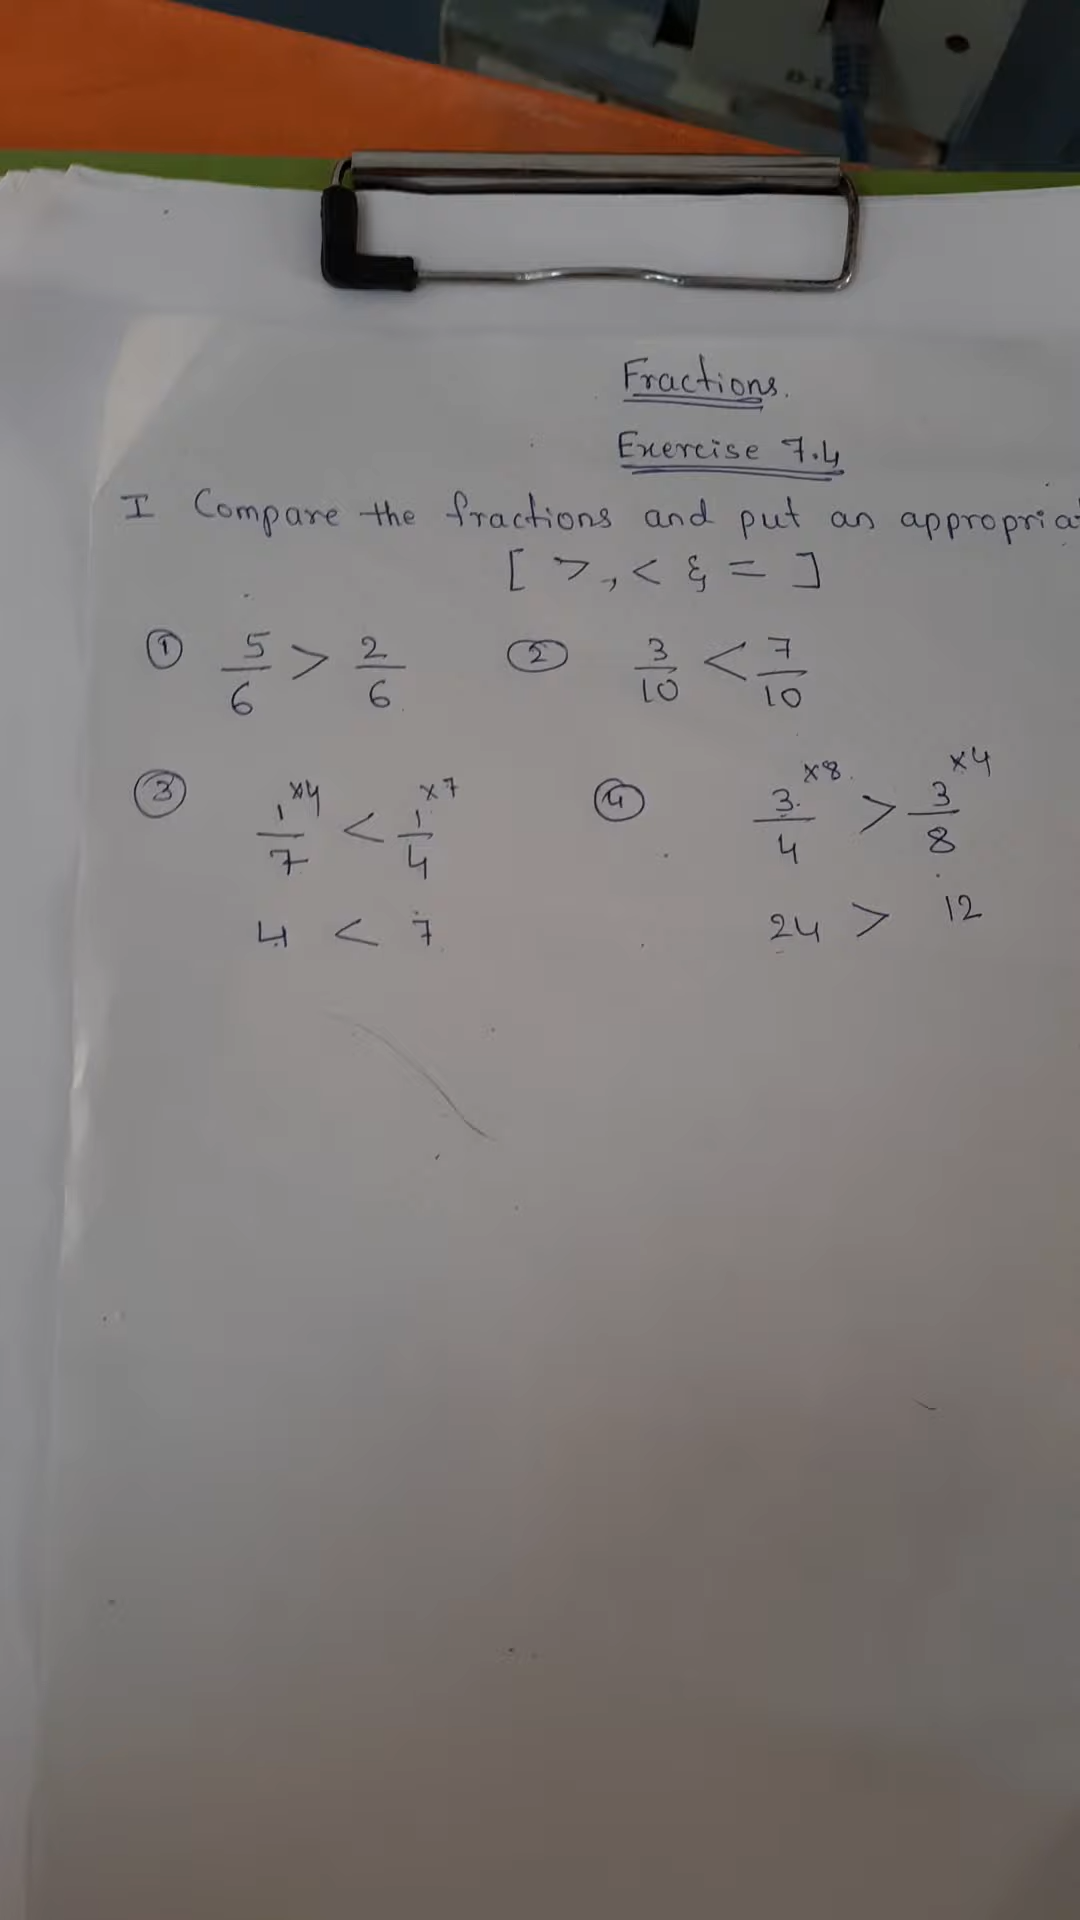 Fractions.
Exercise 7.4
I Compare the fractions and put an
[ >, < & = ]
① 5/6 > 2/6 ② 3/10 < 7/10
③ 1/7 ×4 < 1/4 ×7 ④ 3/4 ×8 > 3/8 ×4
4 < 7 24 > 12